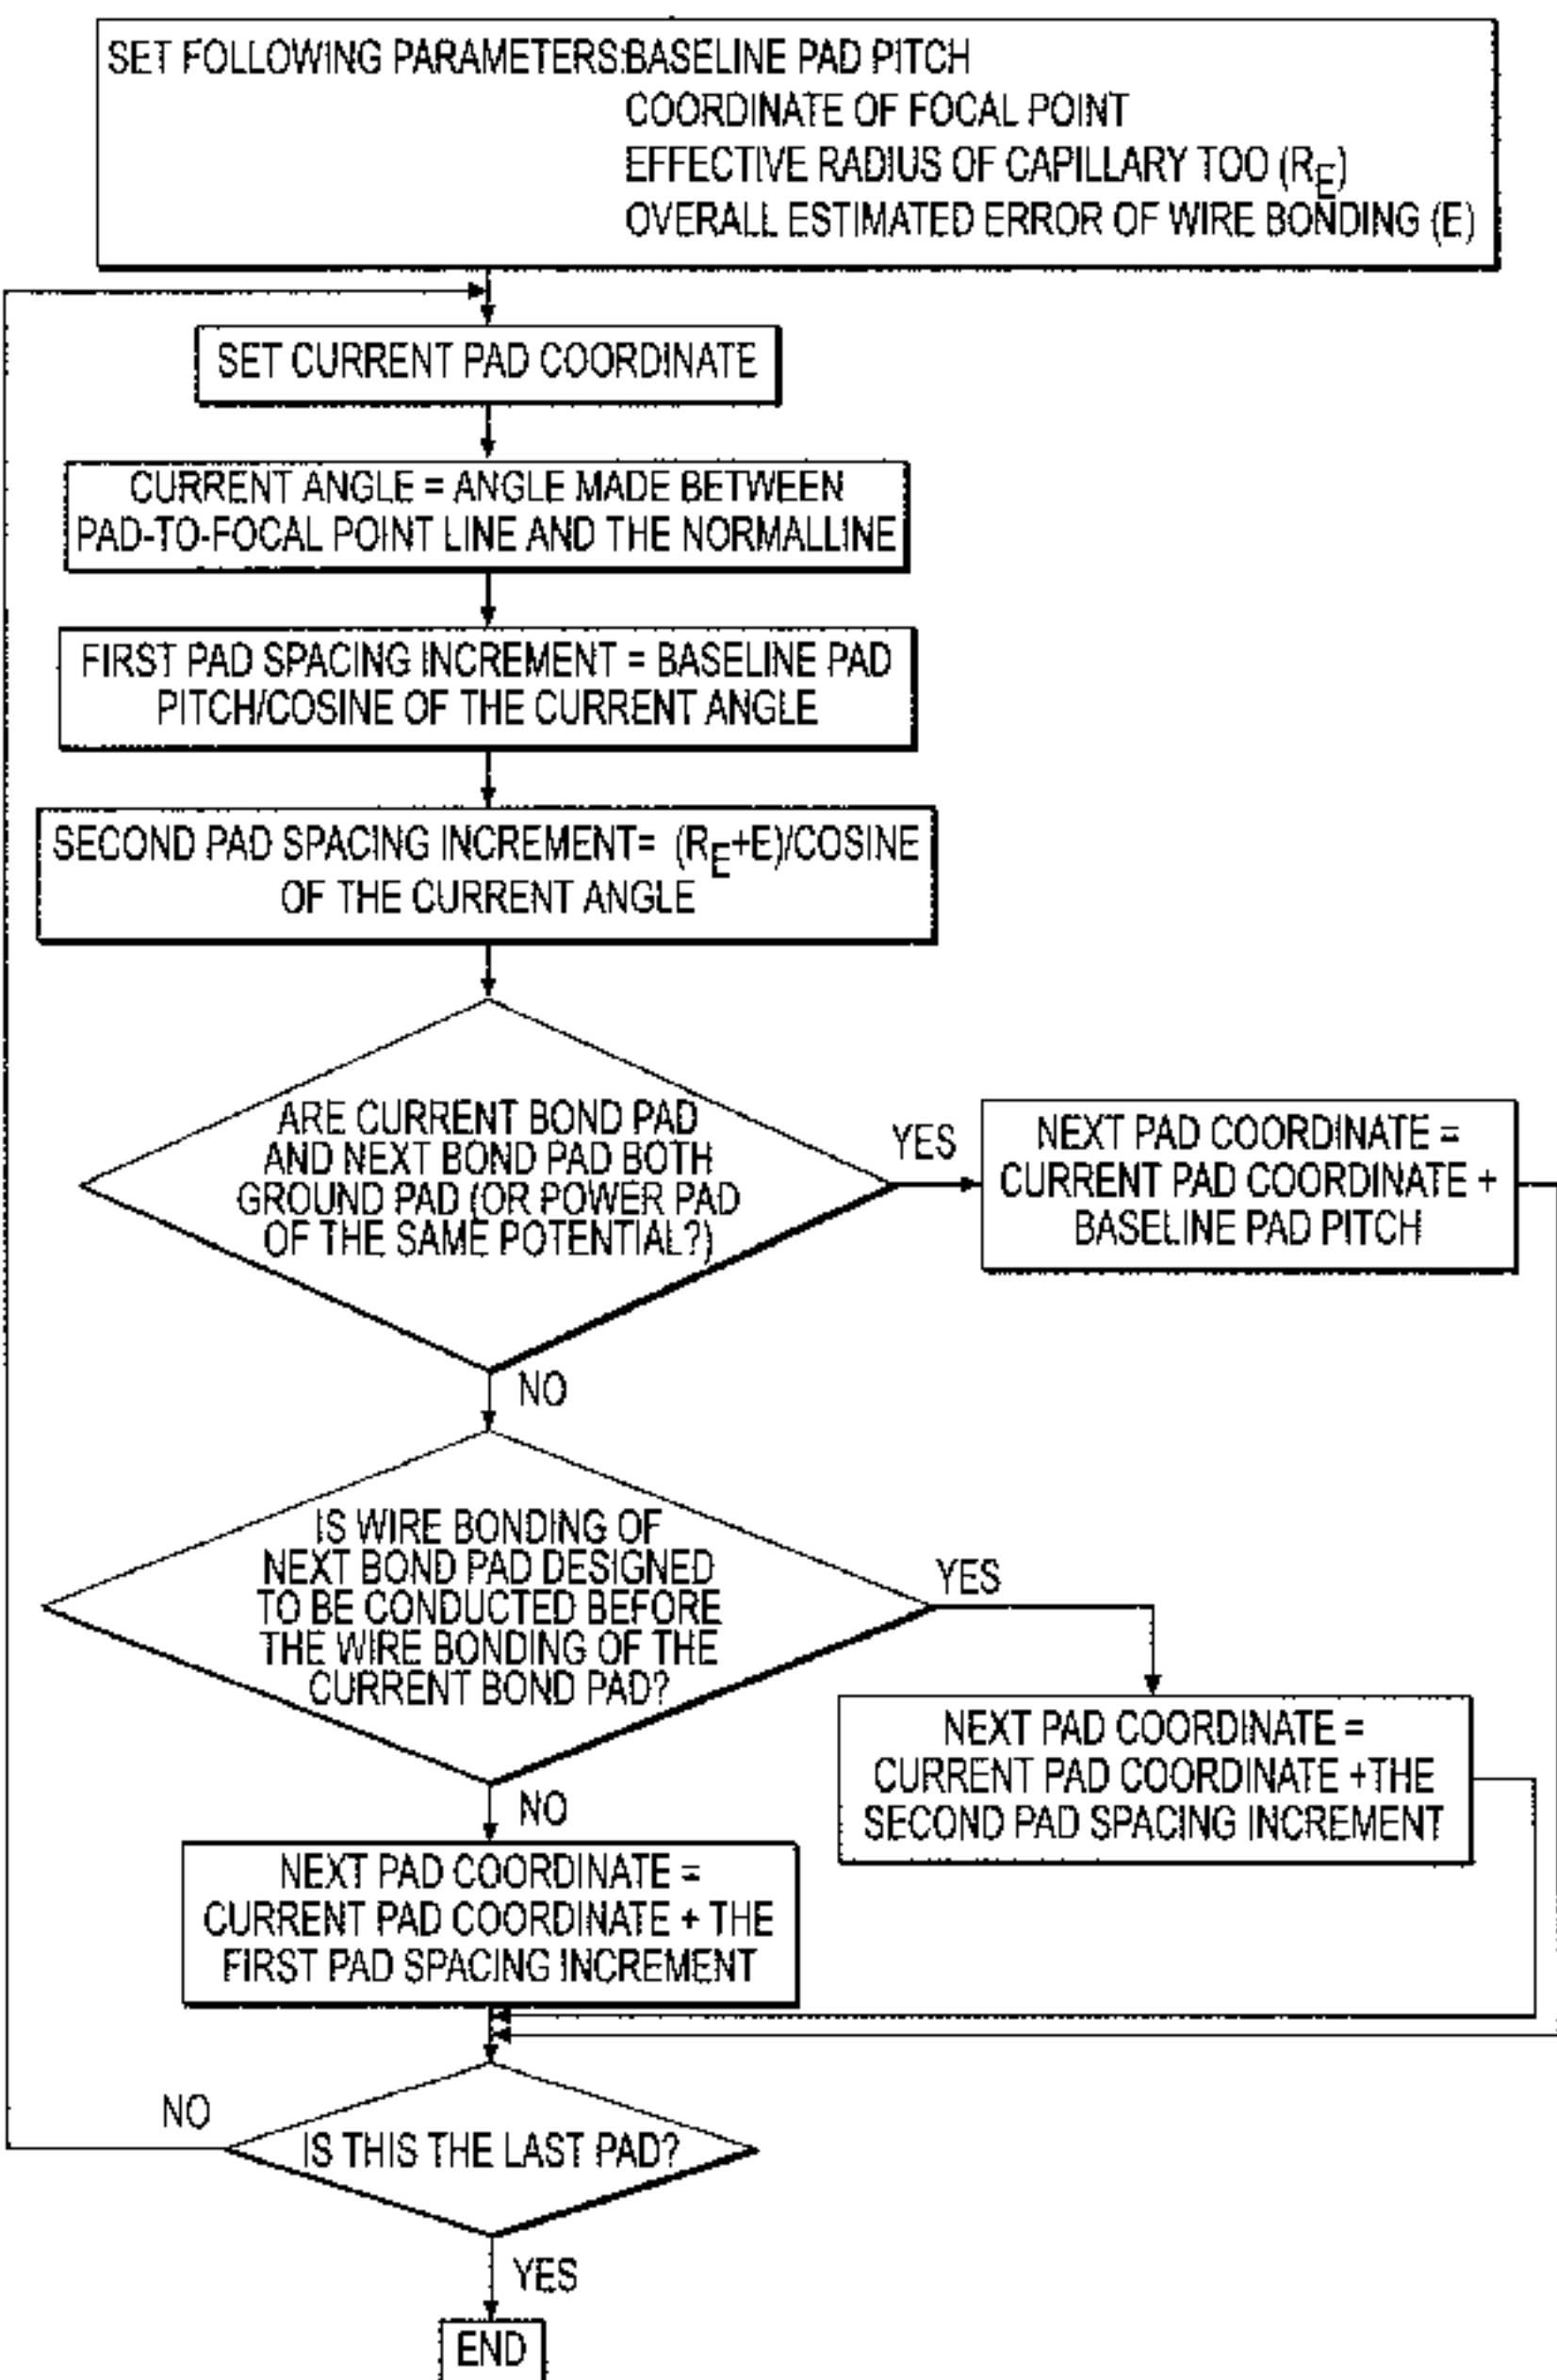 SET FOLLOWING PARAMETERS:BASELINE PAD PITCH
COORDINATE OF FOCAL POINT
EFFECTIVE RADIUS OF CAPILLARY TOO (RE)
OVERALL ESTIMATED ERROR OF WIRE BONDING (E)
SET CURRENT PAD COORDINATE
CURRENT ANGLE = ANGLE MADE BETWEEN
PAD-TO-FOCAL POINT LINE AND THE NORMALLINE
FIRST PAD SPACING INCREMENT = BASELINE PAD
PITCH/COSINE OF THE CURRENT ANGLE
SECOND PAD SPACING INCREMENT= (RE+E)/COSINE
OF THE CURRENT ANGLE
ARE CURRENT BOND PAD
AND NEXT BOND PAD BOTH
GROUND PAD (OR POWER PAD
OF THE SAME POTENTIAL?)
YES
NEXT PAD COORDINATE =
CURRENT PAD COORDINATE +
BASELINE PAD PITCH
NO
IS WIRE BONDING OF
NEXT BOND PAD DESIGNED
TO BE CONDUCTED BEFORE
THE WIRE BONDING OF THE
CURRENT BOND PAD?
YES
NEXT PAD COORDINATE =
CURRENT PAD COORDINATE +THE
SECOND PAD SPACING INCREMENT
NO
NEXT PAD COORDINATE =
CURRENT PAD COORDINATE + THE
FIRST PAD SPACING INCREMENT
NO
IS THIS THE LAST PAD?
YES
END